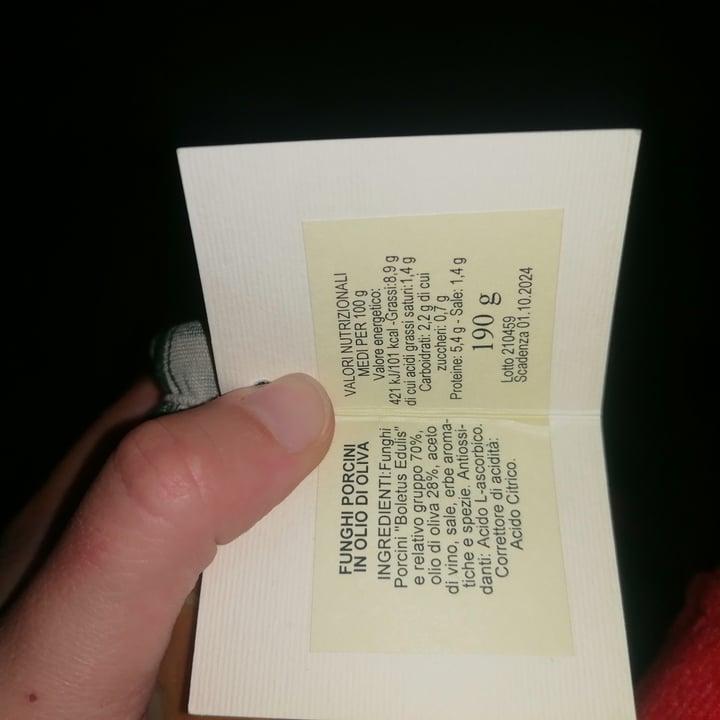 FUNGHI PORCINI
IN OLIO DI OLIVA
INGREDIENTI:Funghi
Porcini "Boletus Edulis"
e relativo gruppo 70%,
olio di oliva 28%, aceto
di vino, sale, erbe aroma-
tiche e spezie. Antiossi-
danti: Acido L-ascorbico.
Correttore di acidità:
Acido Citrico.
VALORI NUTRIZIONALI
MEDI PER 100 g
Valore energetico:
421 kJ/101 kcal -Grassi:8,9 g
di cui acidi grassi saturi:1,4 g
Carboidrati: 2,2 g di cui
zuccheri: 0,7 g
Proteine: 5,4 g - Sale: 1,4 g
190 g
Lotto 210459
Scadenza 01.10.2024